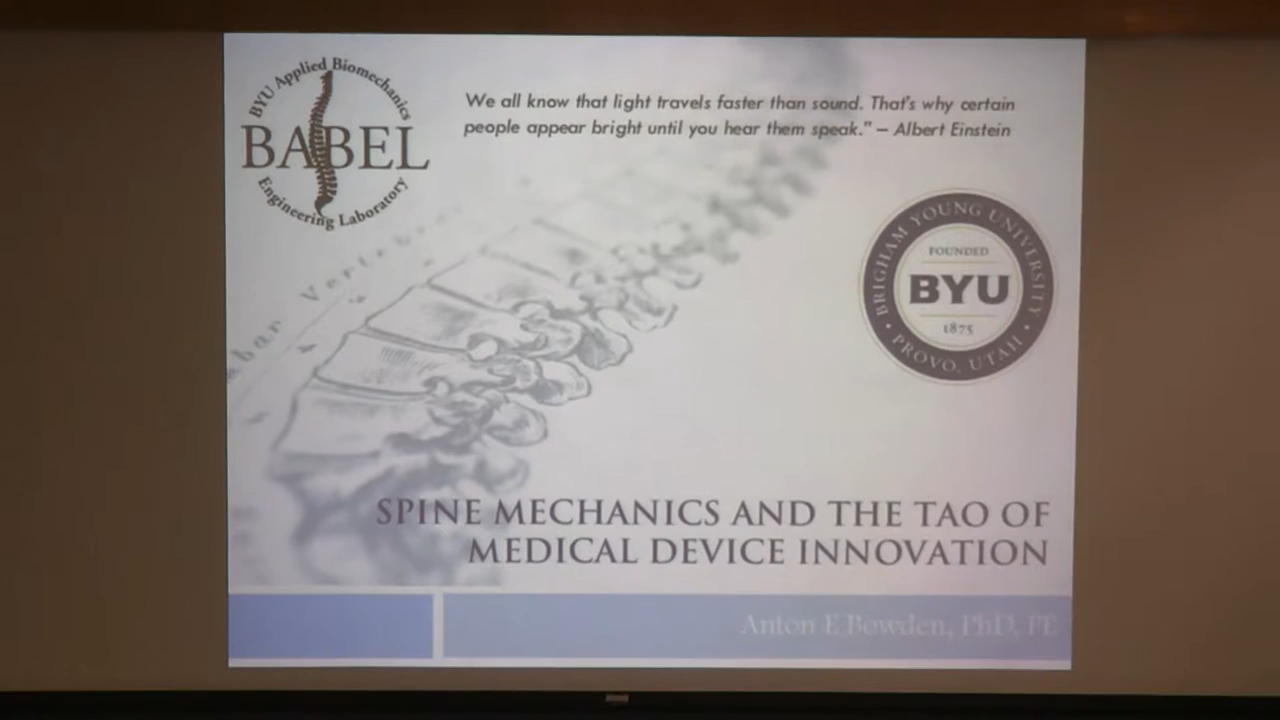 BYU Applied Biomechanics
BABEL
Engineering Laboratory
We all know that light travels faster than sound. That's why certain
people appear bright until you hear them speak." – Albert Einstein
BRIGHAM YOUNG UNIVERSITY
FOUNDED
BYU
1875
• PROVO, UTAH •
SPINE MECHANICS AND THE TAO OF
MEDICAL DEVICE INNOVATION
Anton E Bowden, PhD, PE